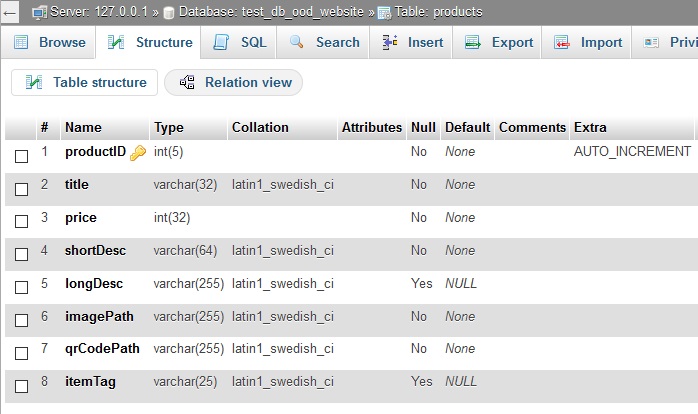 ← Server: 127.0.0.1 » Database: test_db_ood_website » Table: products
Browse Structure SQL Search Insert Export Import Privi
Table structure Relation view
# Name Type Collation Attributes Null Default Comments Extra
1 productID int(5) No None AUTO_INCREMENT
2 title varchar(32) latin1_swedish_ci No None
3 price int(32) No None
4 shortDesc varchar(64) latin1_swedish_ci No None
5 longDesc varchar(255) latin1_swedish_ci Yes NULL
6 imagePath varchar(255) latin1_swedish_ci No None
7 qrCodePath varchar(255) latin1_swedish_ci No None
8 itemTag varchar(25) latin1_swedish_ci Yes NULL